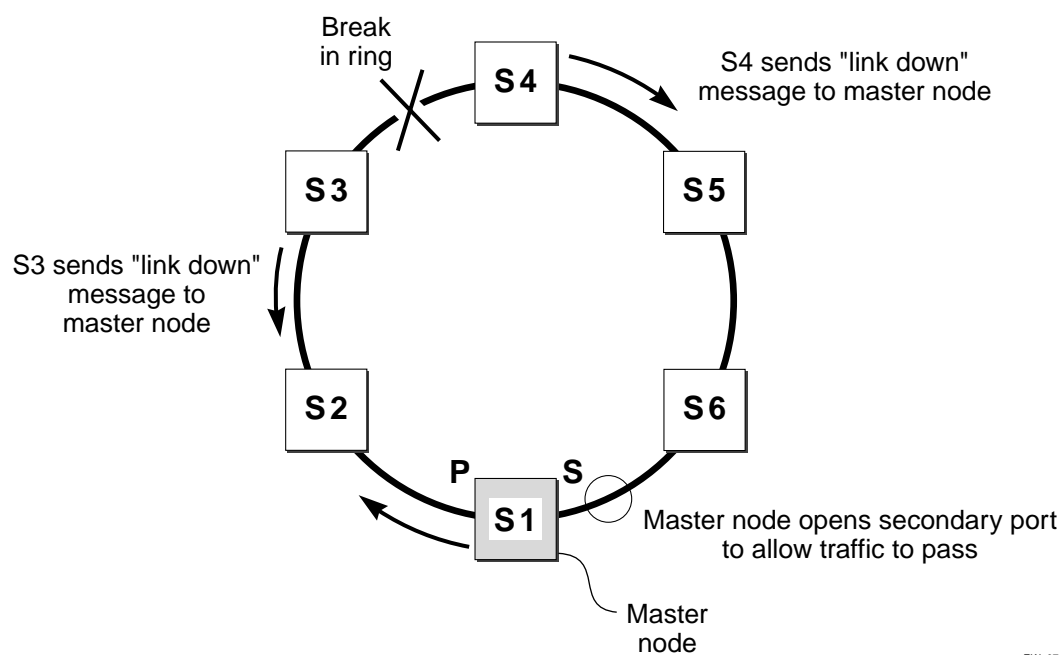 Break
in ring
S4
S4 sends "link down"
message to master node
S3
S5
S3 sends "link down"
message to
master node
S2
S6
P
S
S1
Master node opens secondary port
to allow traffic to pass
Master
node